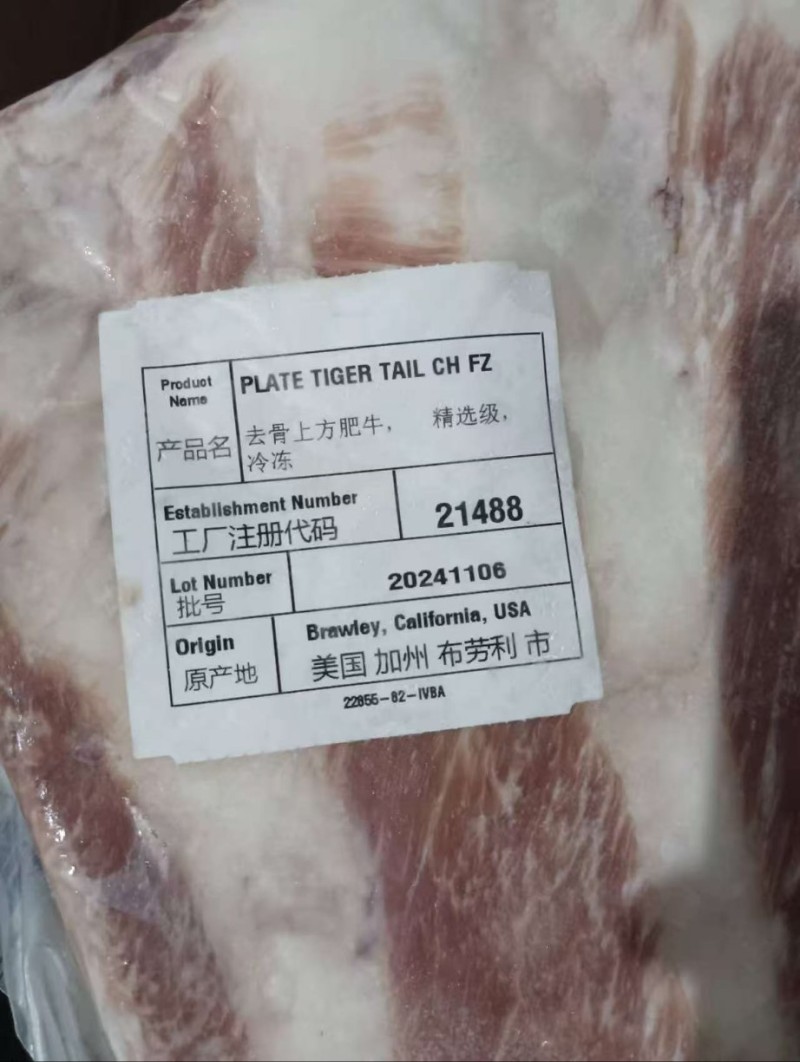 Product Name
PLATE TIGER TAIL CH FZ
产品名
去骨上方肥牛， 精选级，
冷冻
Establishment Number
工厂注册代码
21488
Lot Number
批号
20241106
Origin
原产地
Brawley, California, USA
美国 加州 布劳利 市
22855-82-IVBA